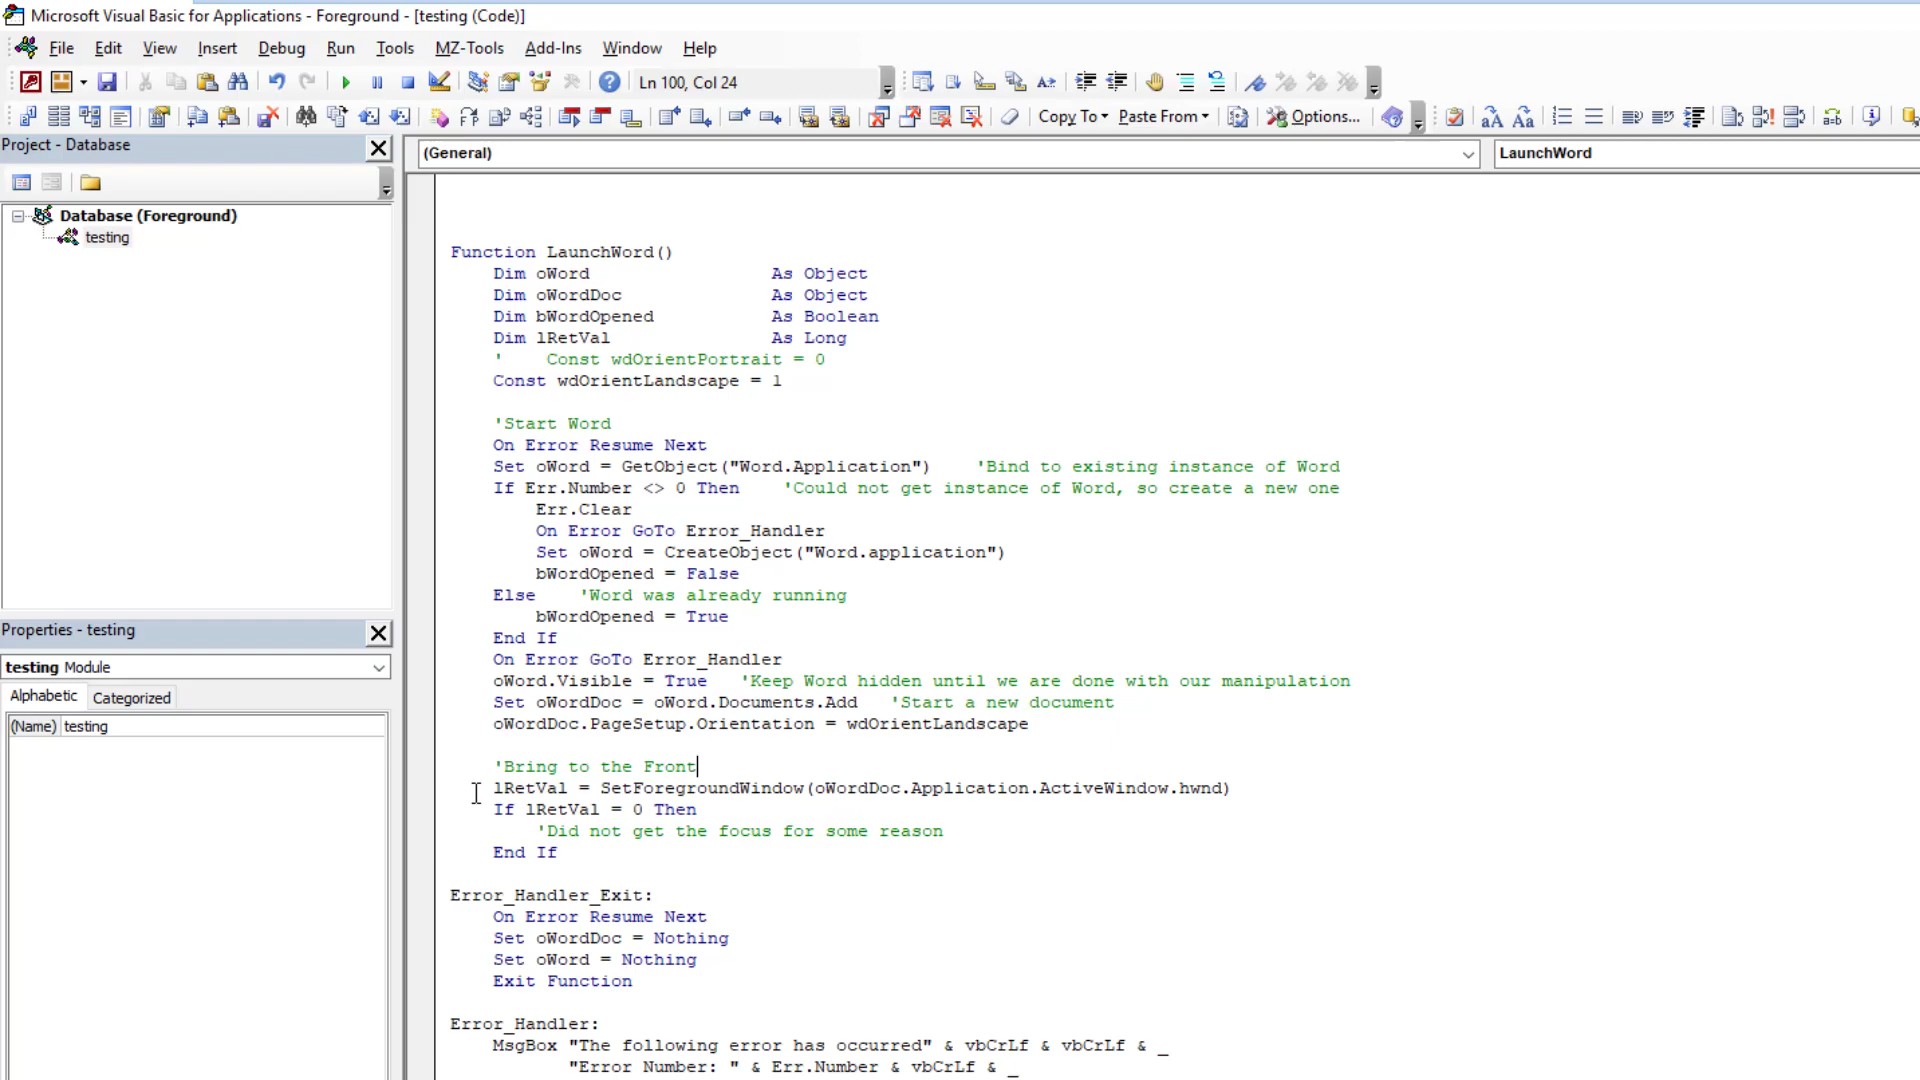 Microsoft Visual Basic for Applications - Foreground - [testing (Code)]
File Edit View Insert Debug Run Tools MZ-Tools Add-Ins Window Help
Ln 100, Col 24
Copy To Paste From Options...
Project - Database
(General) LaunchWord
Database (Foreground)
testing
Properties - testing
testing Module
Alphabetic Categorized
(Name) testing
Function LaunchWord()
Dim oWord As Object
Dim oWordDoc As Object
Dim bWordOpened As Boolean
Dim lRetVal As Long
' Const wdOrientPortrait = 0
Const wdOrientLandscape = 1
'Start Word
On Error Resume Next
Set oWord = GetObject("Word.Application") 'Bind to existing instance of Word
If Err.Number <> 0 Then 'Could not get instance of Word, so create a new one
Err.Clear
On Error GoTo Error_Handler
Set oWord = CreateObject("Word.application")
bWordOpened = False
Else 'Word was already running
bWordOpened = True
End If
On Error GoTo Error_Handler
oWord.Visible = True 'Keep Word hidden until we are done with our manipulation
Set oWordDoc = oWord.Documents.Add 'Start a new document
oWordDoc.PageSetup.Orientation = wdOrientLandscape
'Bring to the Front
lRetVal = SetForegroundWindow(oWordDoc.Application.ActiveWindow.hwnd)
If lRetVal = 0 Then
'Did not get the focus for some reason
End If
Error_Handler_Exit:
On Error Resume Next
Set oWordDoc = Nothing
Set oWord = Nothing
Exit Function
Error_Handler:
MsgBox "The following error has occurred" & vbCrLf & vbCrLf & _
"Error Number: " & Err.Number & vbCrLf & _